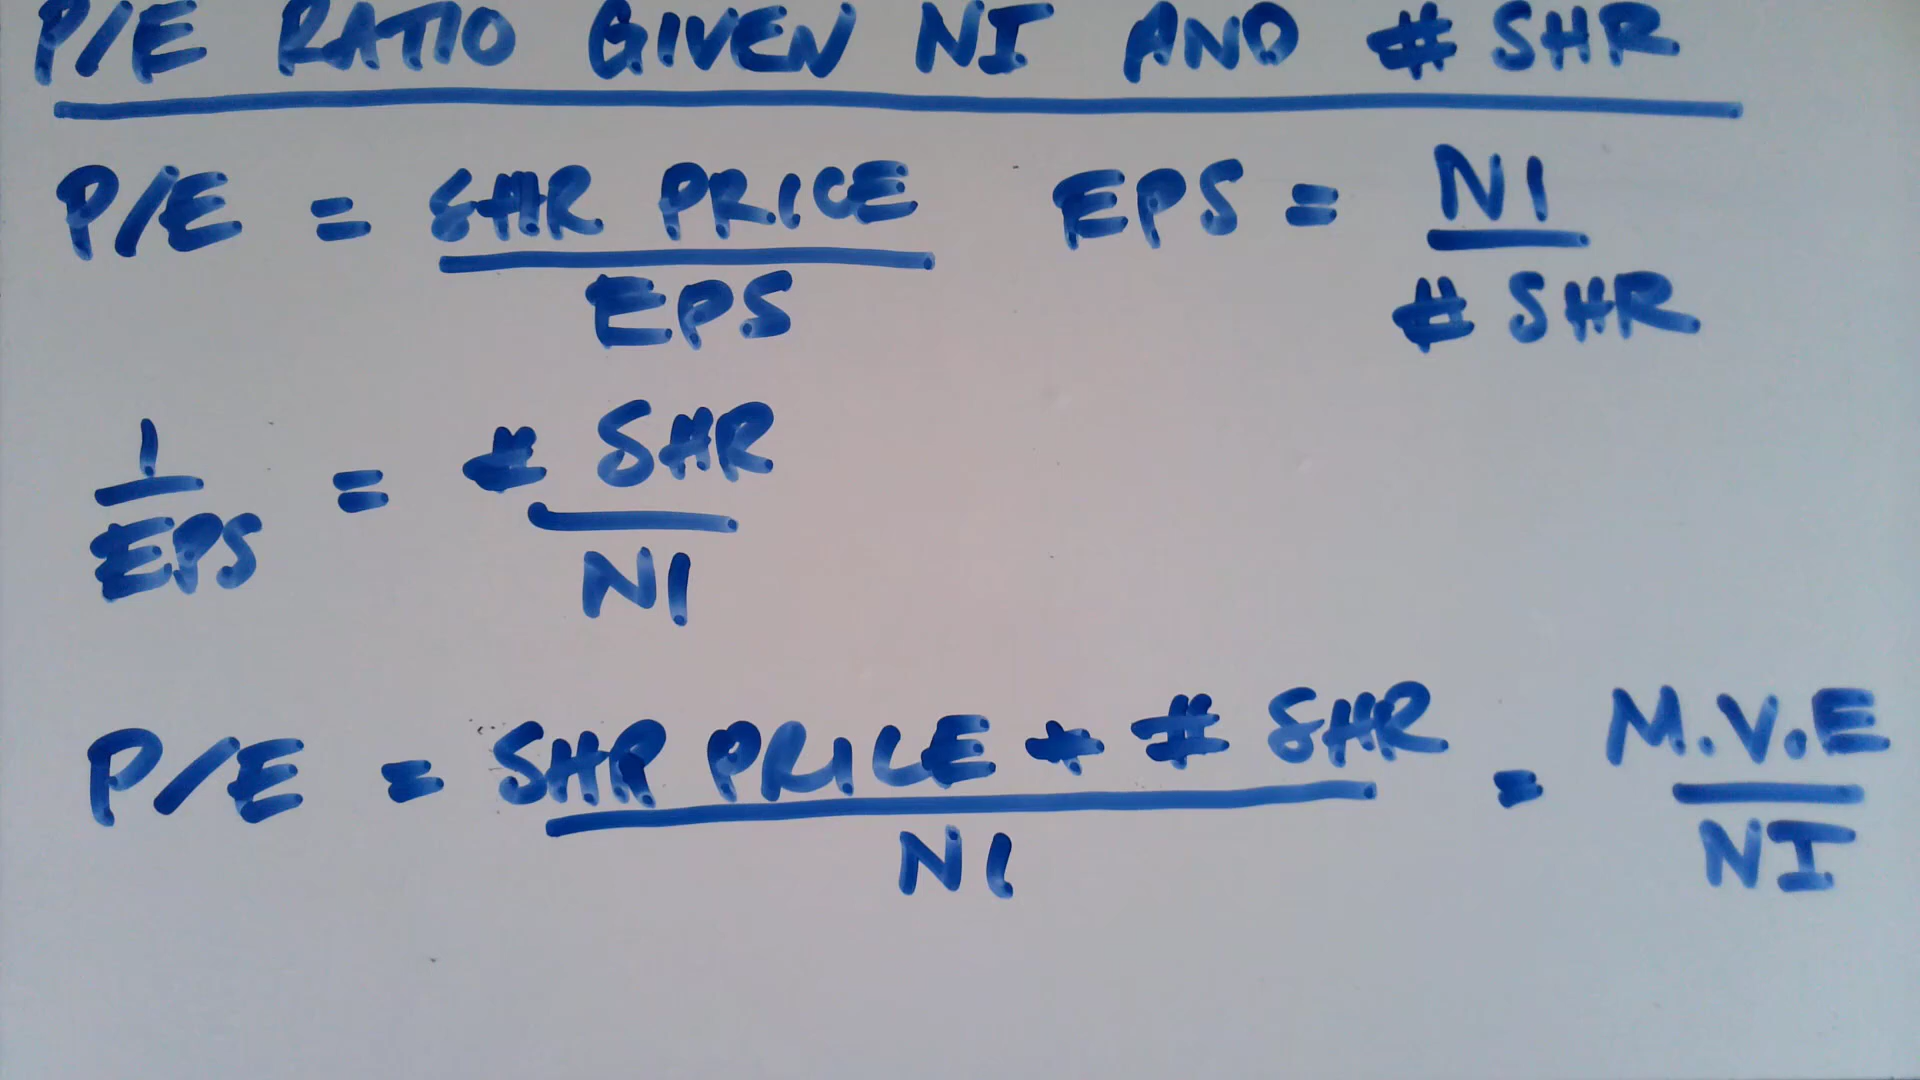 P/E RATIO GIVEN NI AND # SHR
P/E = SHR PRICE / EPS EPS = NI / # SHR
1 / EPS = # SHR / NI
P/E = SHR PRICE * # SHR / NI = M.V.E / NI